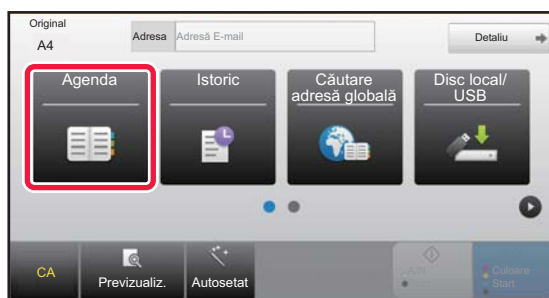 Original
A4
Adresa Adresă E-mail
Detaliu
Agenda
Istoric
Căutare
adresă globală
Disc local/
USB
CA
Previzualiz.
Autosetat
A/N
Start
Culoare
Start